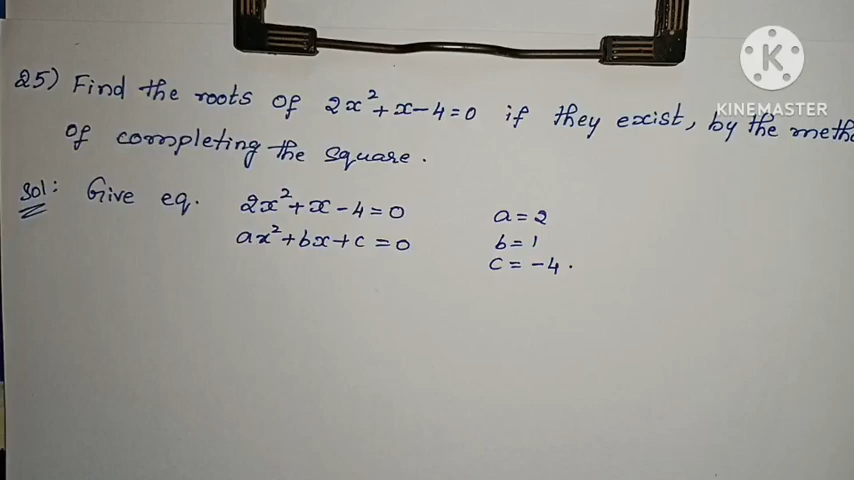 25) Find the roots of 2x²+x-4=0 if they exist, by the
of completing the square.
Sol: Give eq. 2x²+x-4=0 a=2
ax²+bx+c=0 b=1
c=-4.
KINEMASTER